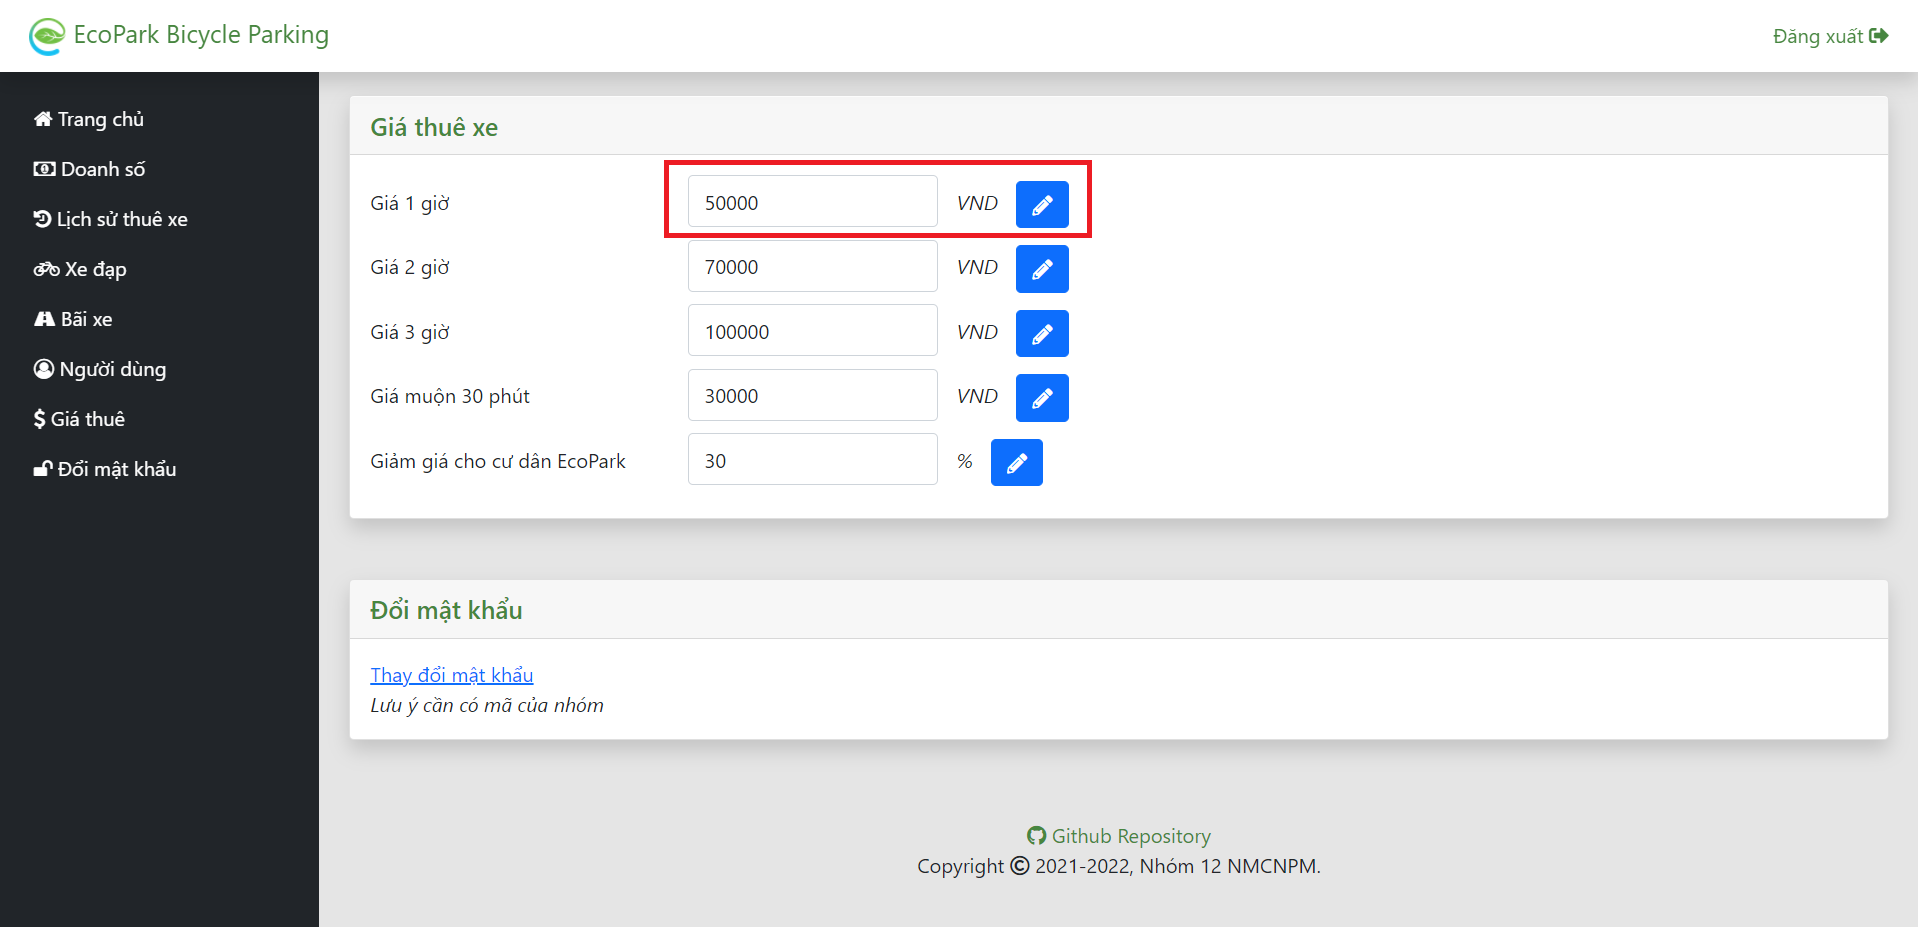 EcoPark Bicycle Parking
Đăng xuất
Trang chủ
Doanh số
Lịch sử thuê xe
Xe đạp
Bãi xe
Người dùng
Giá thuê
Đổi mật khẩu
Giá thuê xe
Giá 1 giờ 50000 VND
Giá 2 giờ 70000 VND
Giá 3 giờ 100000 VND
Giá muộn 30 phút 30000 VND
Giảm giá cho cư dân EcoPark 30 %
Đổi mật khẩu
Thay đổi mật khẩu
Lưu ý cần có mã của nhóm
Github Repository
Copyright © 2021-2022, Nhóm 12 NMCNPM.